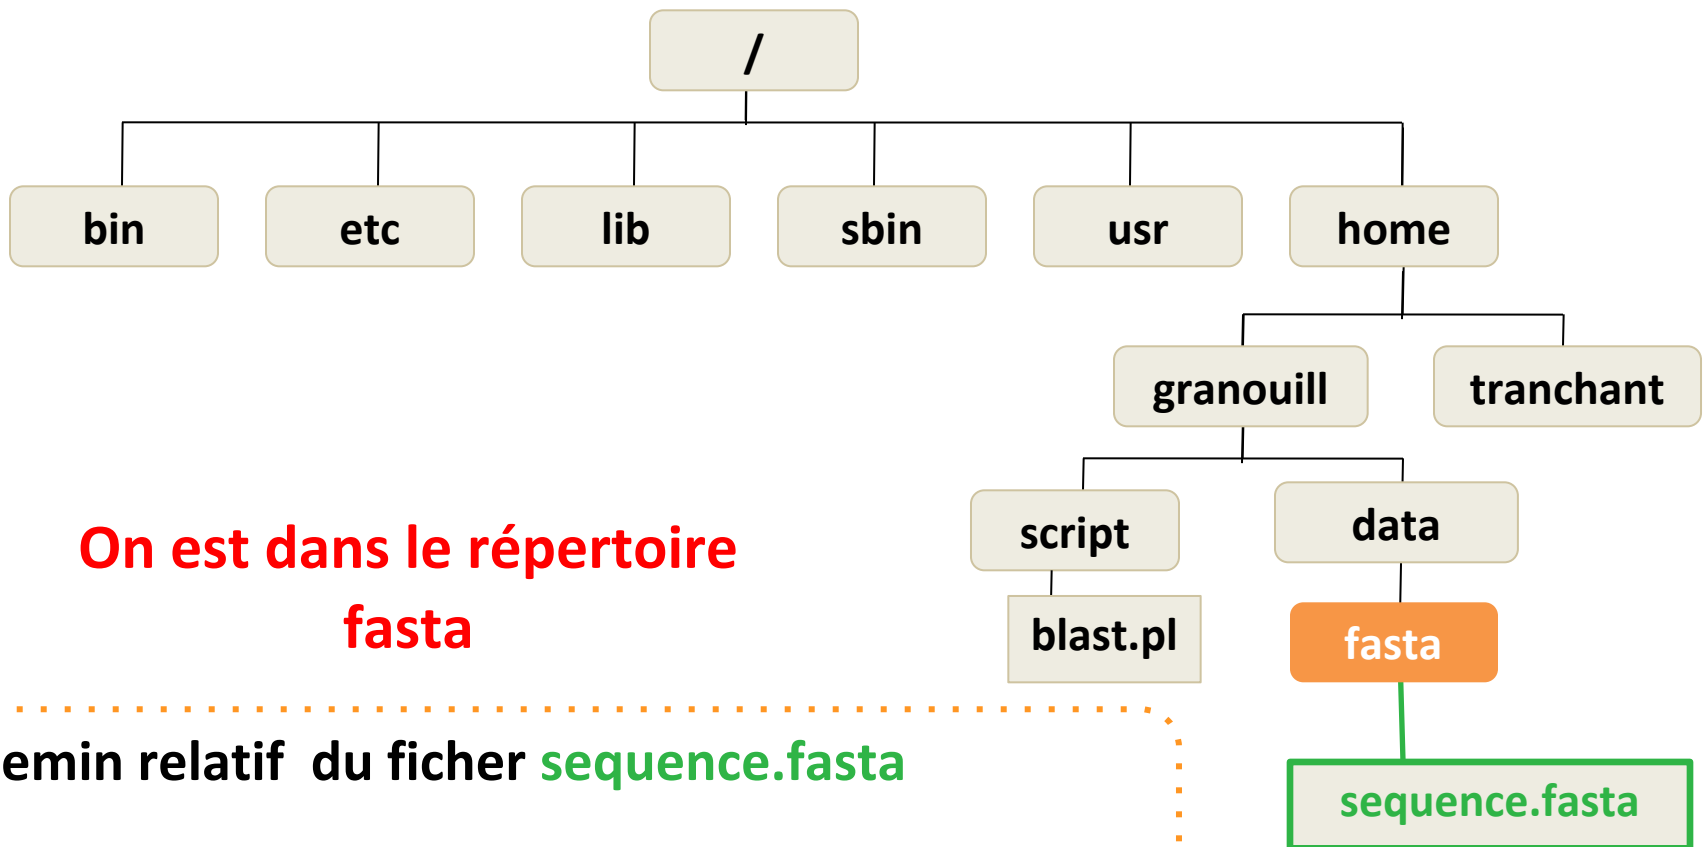 /
bin
etc
lib
sbin
usr
home
granouill
tranchant
script
data
On est dans le répertoire
fasta
blast.pl
fasta
emin relatif du ficher sequence.fasta
sequence.fasta